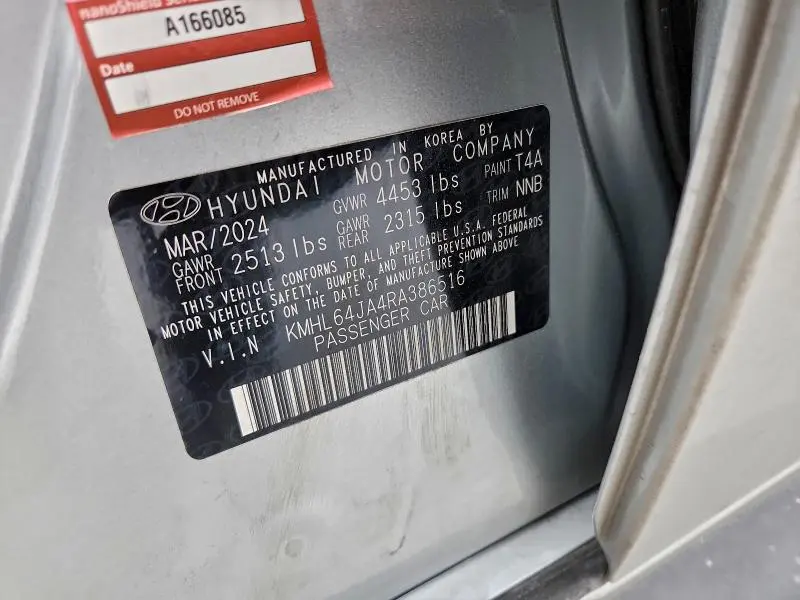 nanoShield
A166085
Date
DO NOT REMOVE
MANUFACTURED IN KOREA BY
HYUNDAI MOTOR COMPANY
MAR/2024 GVWR 4453 lbs PAINT T4A
GAWR FRONT 2513 lbs GAWR REAR 2315 lbs TRIM NNB
THIS VEHICLE CONFORMS TO ALL APPLICABLE U.S.A. FEDERAL
MOTOR VEHICLE SAFETY, BUMPER, AND THEFT PREVENTION STANDARDS
IN EFFECT ON THE DATE OF MANUFACTURE SHOWN ABOVE
V.I.N KMHL64JA4RA386516
PASSENGER CAR